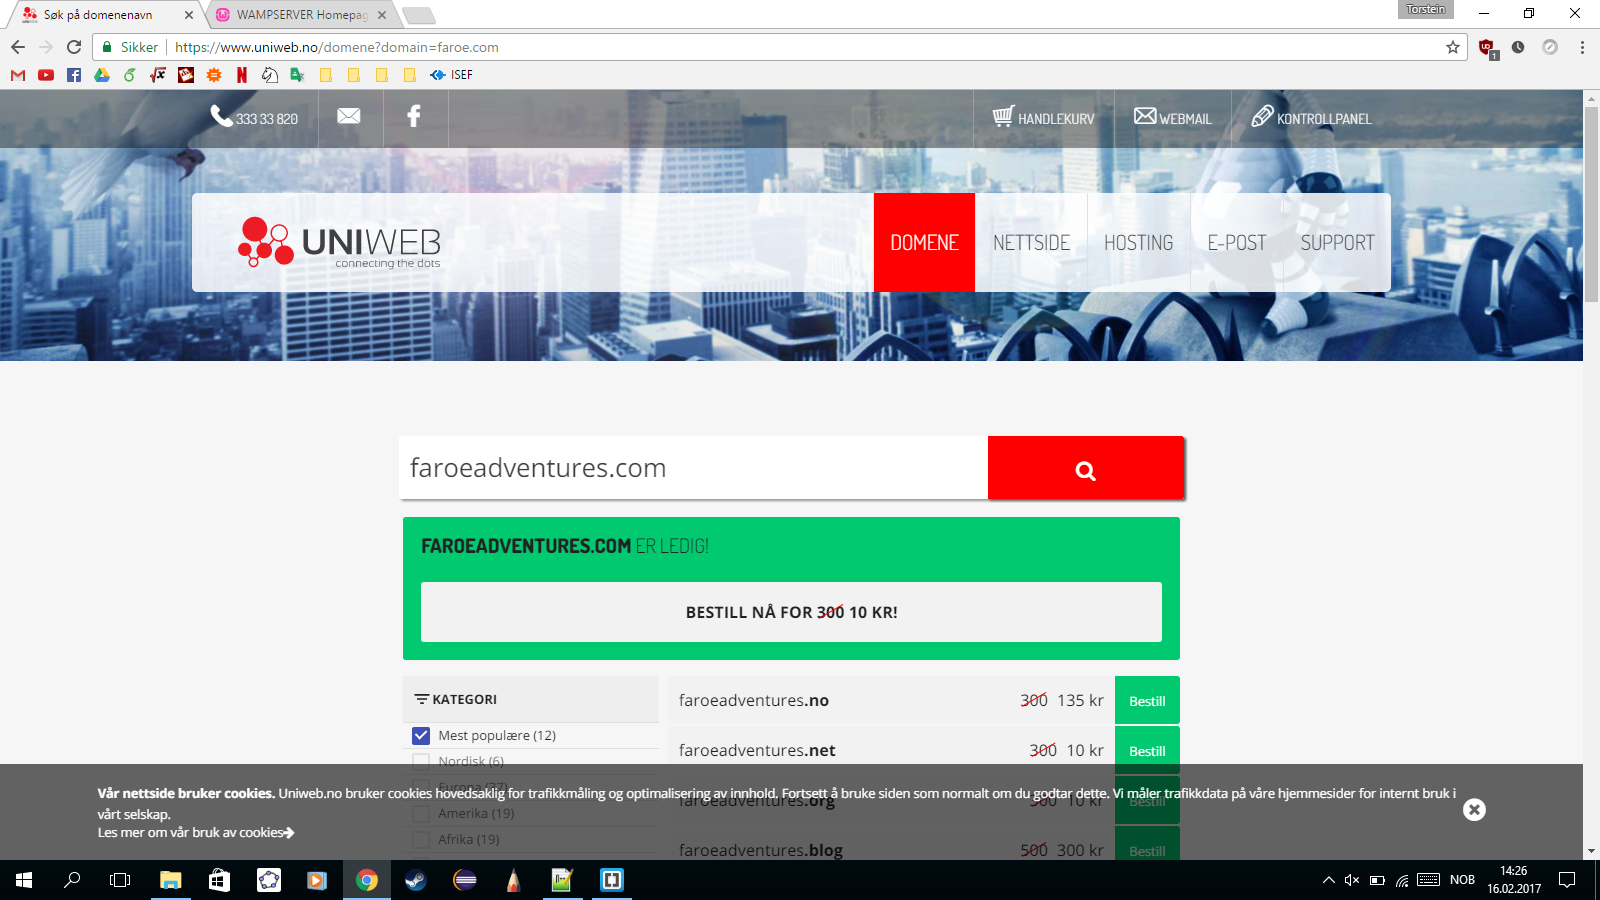 Søk på domenenavn
WAMPSERVER Homepag
Torstein
Sikker
https://www.uniweb.no/domene?domain=faroe.com
1
ISEF
333 33 820
HANDLEKURV
WEBMAIL
KONTROLLPANEL
UNIWEB
connecting the dots
DOMENE
NETTSIDE
HOSTING
E-POST
SUPPORT
faroeadventures.com
FAROEADVENTURES.COM ER LEDIG!
BESTILL NÅ FOR 300 10 KR!
KATEGORI
Mest populære (12)
Nordisk (6)
Europa (37)
Amerika (19)
Afrika (19)
faroeadventures.no 300 135 kr Bestill
faroeadventures.net 300 10 kr Bestill
faroeadventures.org 300 10 kr
faroeadventures.blog 500 300 kr Bestill
Vår nettside bruker cookies. Uniweb.no bruker cookies hovedsaklig for trafikkmåling og optimalisering av innhold. Fortsett å bruke siden som normalt om du godtar dette. Vi måler trafikkdata på våre hjemmesider for internt bruk i
vårt selskap.
Les mer om vår bruk av cookies
NOB
14:26
16.02.2017